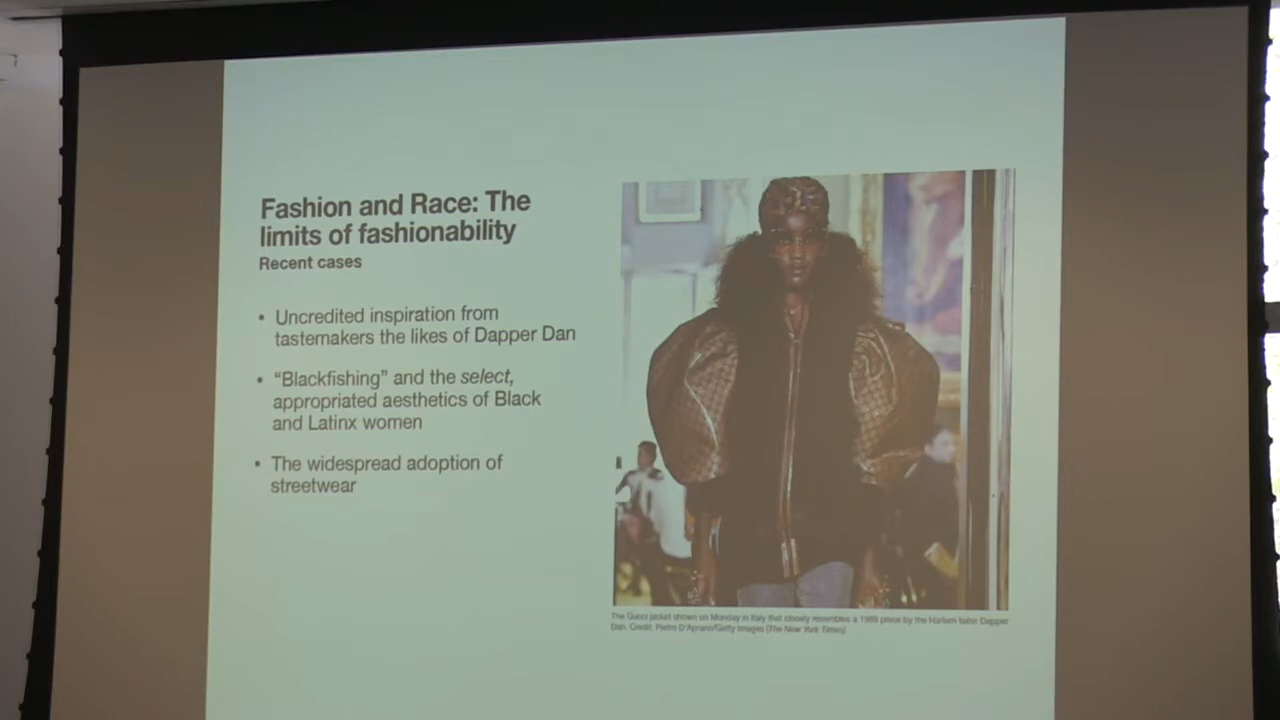 Fashion and Race: The
limits of fashionability
Recent cases
• Uncredited inspiration from
tastemakers the likes of Dapper Dan
• “Blackfishing” and the select,
appropriated aesthetics of Black
and Latinx women
• The widespread adoption of
streetwear
The Gucci jacket shown on Monday in Italy that closely resembles a 1989 piece by the Harlem tailor Dapper
Dan. Credit: Pietro D'Aprano/Getty Images (The New York Times)